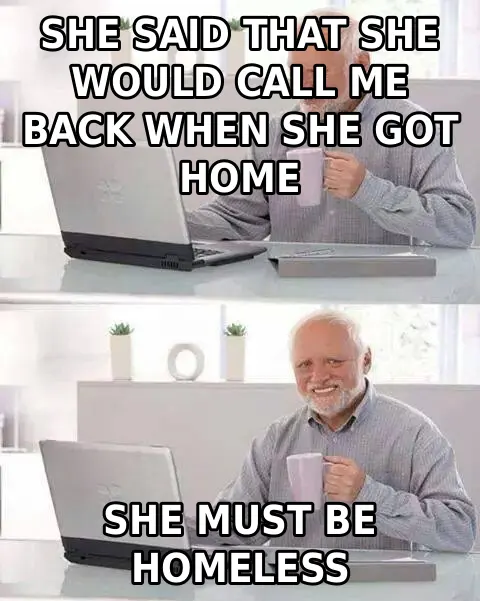 SHE SAID THAT SHE
WOULD CALL ME
BACK WHEN SHE GOT
HOME
SHE MUST BE
HOMELESS